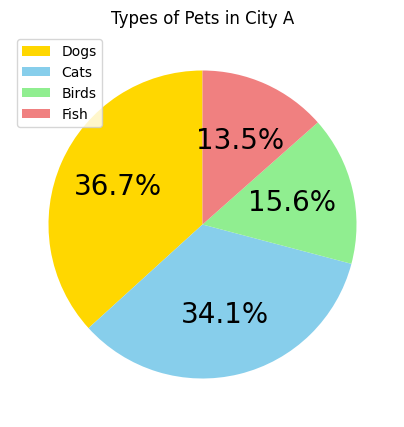 Types of Pets in City A
Dogs
Cats
Birds
Fish
13.5%
36.7%
15.6%
34.1%